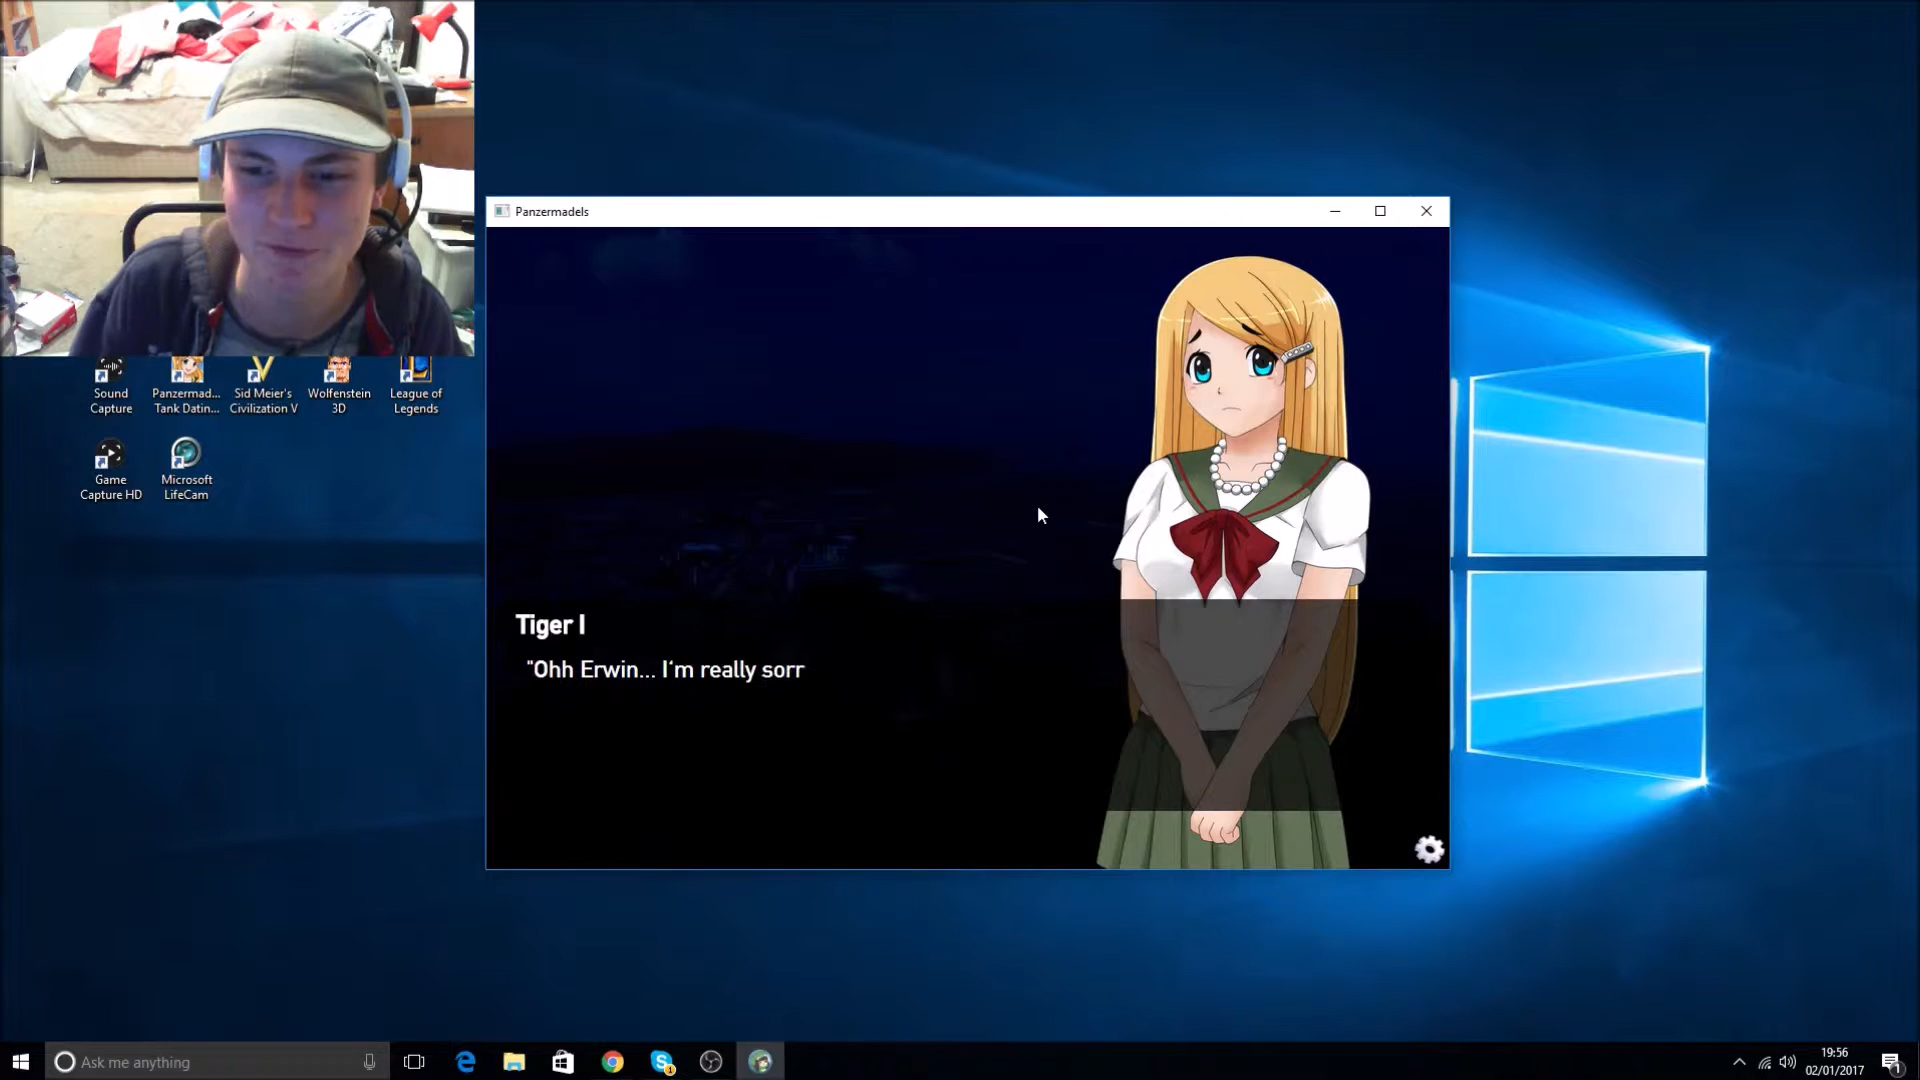 Panzermadels
Sound
Capture
Panzermad...
Tank Datin...
Sid Meier's
Civilization V
Wolfenstein
3D
League of
Legends
Game
Capture HD
Microsoft
LifeCam
Tiger I
"Ohh Erwin... I'm really sorr
Ask me anything
19:56
02/01/2017